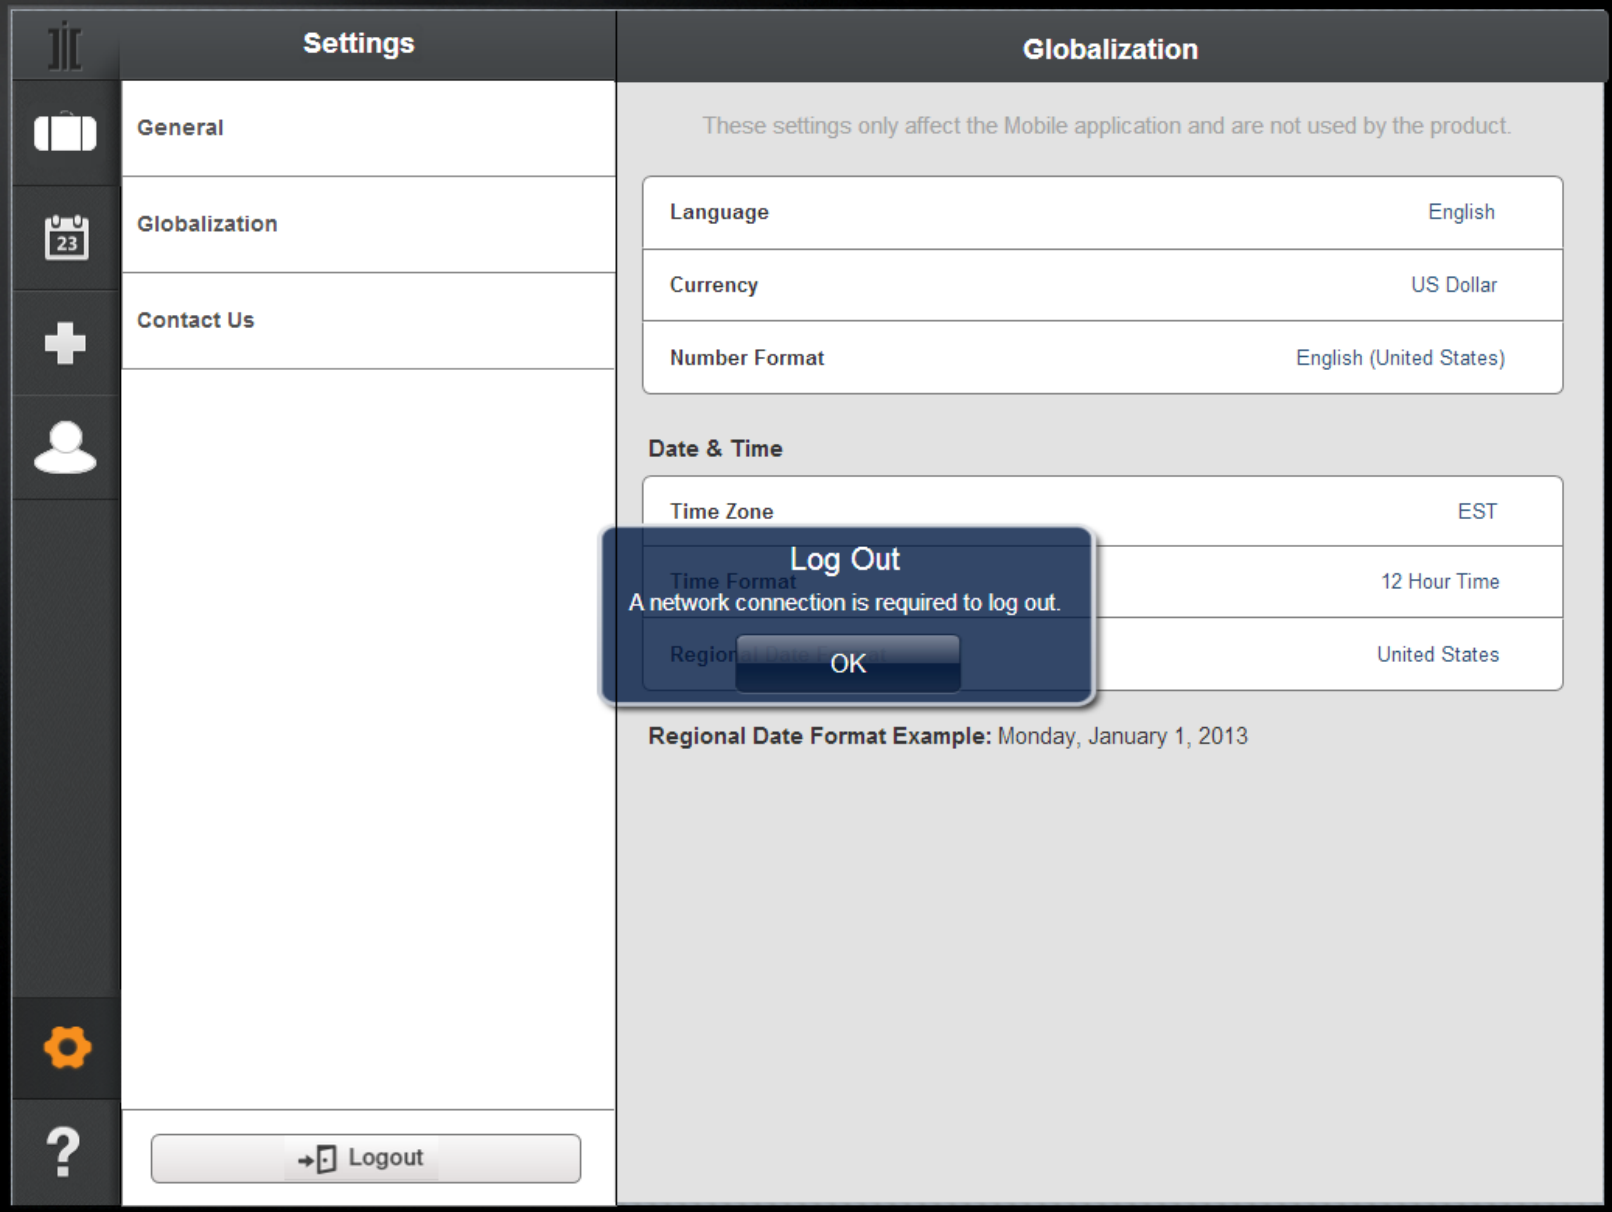 Settings
Globalization
General
Globalization
Contact Us
23
These settings only affect the Mobile application and are not used by the product.
Language English
Currency US Dollar
Number Format English (United States)
Date & Time
Time Zone EST
Time Format 12 Hour Time
Regional Date Format United States
Log Out
A network connection is required to log out.
OK
Regional Date Format Example: Monday, January 1, 2013
Logout
?